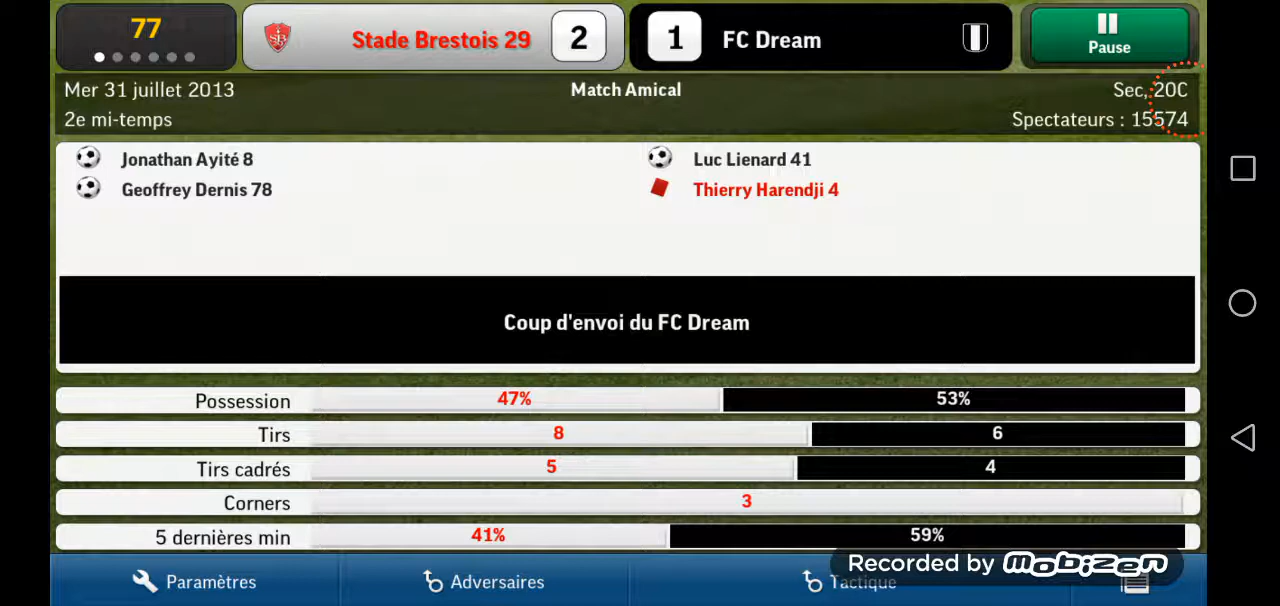 77
Stade Brestois 29 2
1 FC Dream
Pause
Mer 31 juillet 2013
Match Amical
Sec, 20C
2e mi-temps
Spectateurs : 15574
Jonathan Ayité 8
Luc Lienard 41
Geoffrey Dernis 78
Thierry Harendji 4
Coup d'envoi du FC Dream
Possession 47% 53%
Tirs 8 6
Tirs cadrés 5 4
Corners 3
5 dernières min 41% 59%
Recorded by Mobizen
Paramètres
Adversaires
Tactique